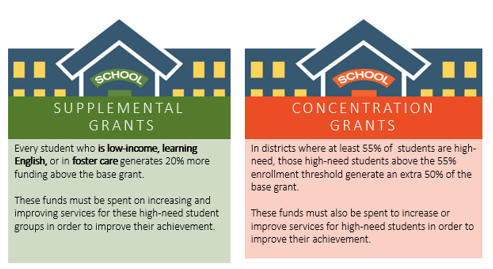 SCHOOL
SUPPLEMENTAL
GRANTS
Every student who is low-income, learning
English, or in foster care generates 20% more
funding above the base grant.
These funds must be spent on increasing and
improving services for these high-need student
groups in order to improve their achievement.
SCHOOL
CONCENTRATION
GRANTS
In districts where at least 55% of students are high-
need, those high-need students above the 55%
enrollment threshold generate an extra 50% of the
base grant.
These funds must also be spent to increase or
improve services for high-need students in order to
improve their achievement.